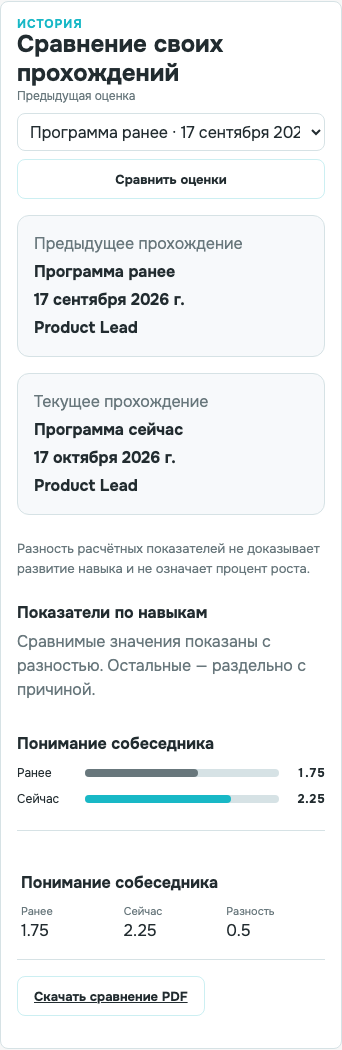 ИСТОРИЯ
Сравнение своих
прохождений
Предыдущая оценка
Программа ранее · 17 сентября 202
Сравнить оценки
Предыдущее прохождение
Программа ранее
17 сентября 2026 г.
Product Lead
Текущее прохождение
Программа сейчас
17 октября 2026 г.
Product Lead
Разность расчётных показателей не доказывает
развитие навыка и не означает процент роста.
Показатели по навыкам
Сравнимые значения показаны с
разностью. Остальные — раздельно с
причиной.
Понимание собеседника
Ранее 1.75
Сейчас 2.25
Понимание собеседника
Ранее Сейчас Разность
1.75 2.25 0.5
Скачать сравнение PDF